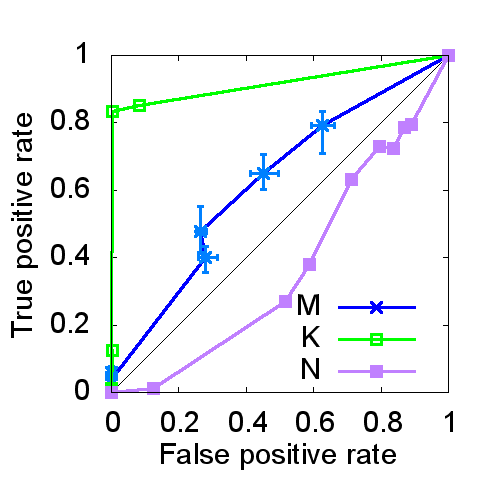 1
0.8
0.6
0.4
0.2
0
True positive rate
M
K
N
0 0.2 0.4 0.6 0.8 1
False positive rate